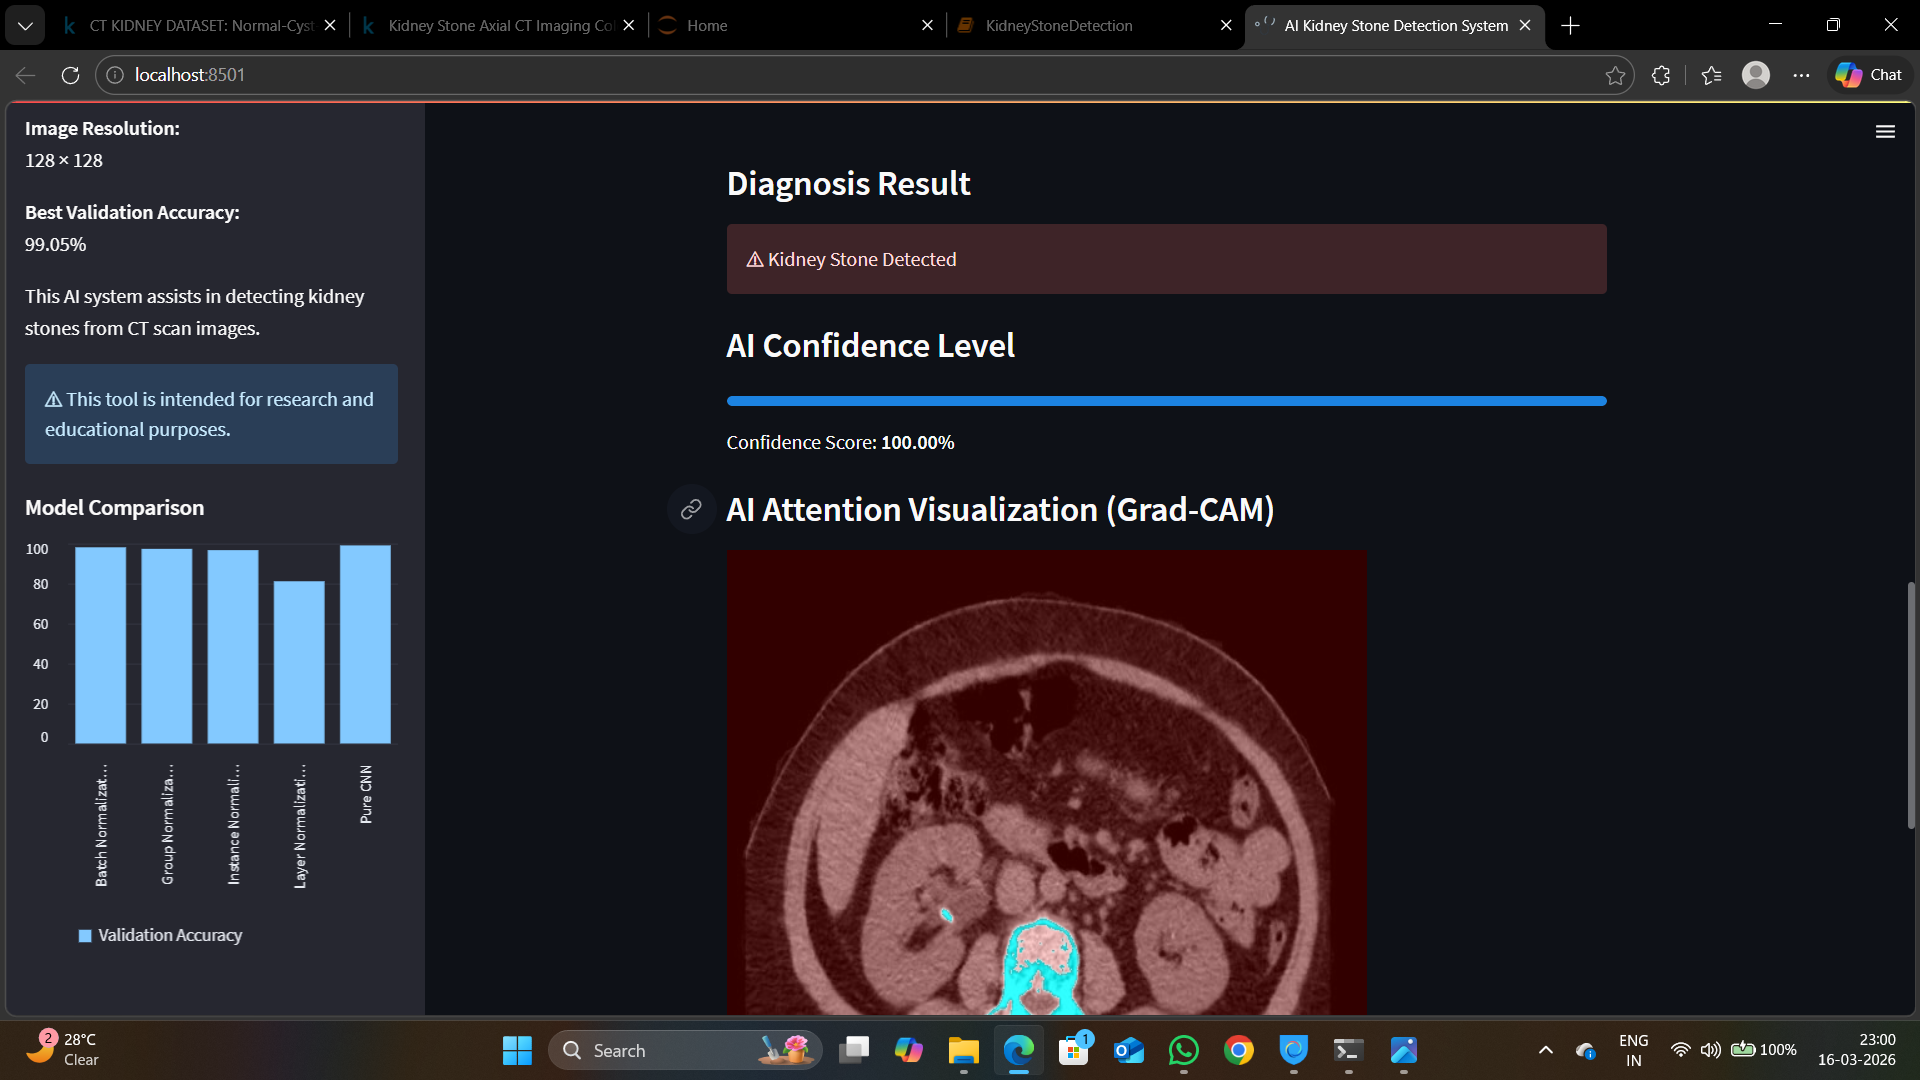 CT KIDNEY DATASET: Normal-Cyst
Kidney Stone Axial CT Imaging Co
Home
KidneyStoneDetection
AI Kidney Stone Detection System
localhost:8501
Chat
Image Resolution:
128 × 128
Best Validation Accuracy:
99.05%
This AI system assists in detecting kidney
stones from CT scan images.
⚠ This tool is intended for research and
educational purposes.
Model Comparison
100
80
60
40
20
0
Batch Normalizat…
Group Normaliza…
Instance Normali…
Layer Normalizati…
Pure CNN
Validation Accuracy
Diagnosis Result
⚠ Kidney Stone Detected
AI Confidence Level
Confidence Score: 100.00%
AI Attention Visualization (Grad-CAM)
2
28°C
Clear
Search
1
ENG
IN
100%
23:00
16-03-2026